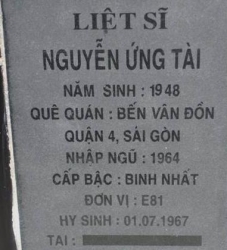 LIỆT SĨ
NGUYỄN ỨNG TÀI
NĂM SINH : 1948
QUÊ QUÁN : BẾN VÂN ĐỒN
QUẬN 4, SÀI GÒN
NHẬP NGŨ : 1964
CẤP BẬC : BINH NHẤT
ĐƠN VỊ : E81
HY SINH : 01.07.1967
TẠI :